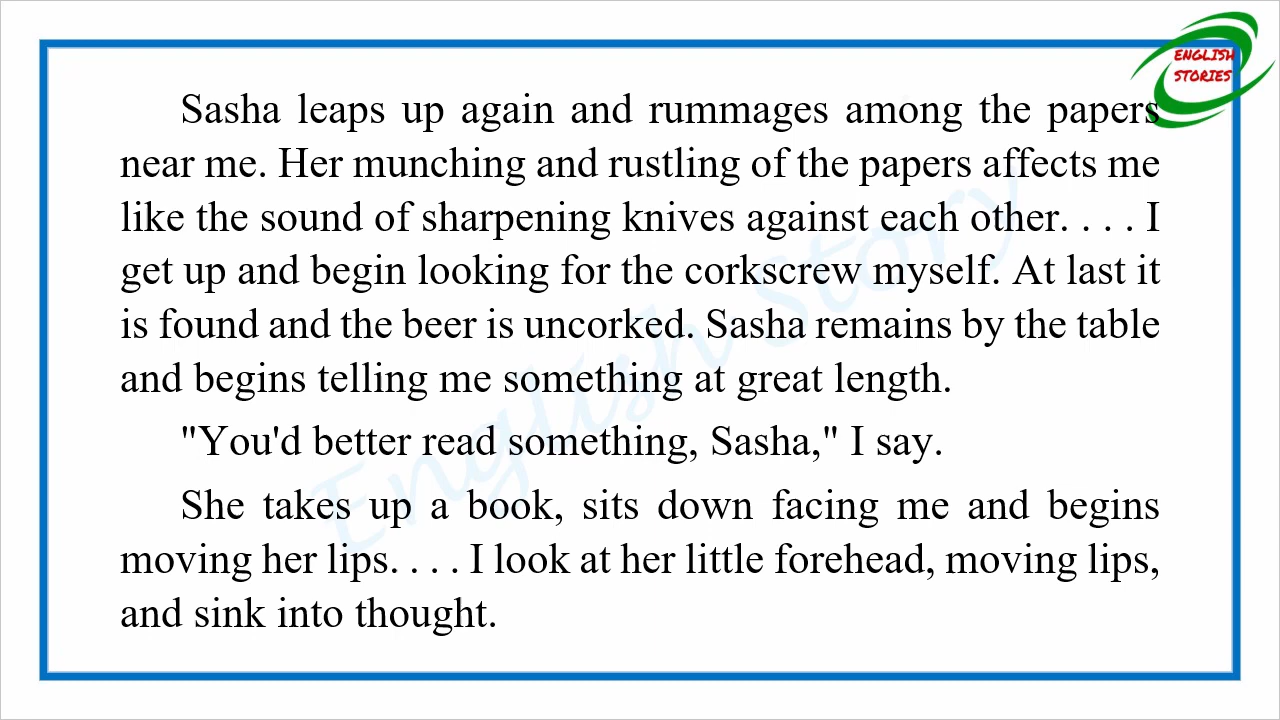 ENGLISH
STORIES
Sasha leaps up again and rummages among the papers
near me. Her munching and rustling of the papers affects me
like the sound of sharpening knives against each other. . . . I
get up and begin looking for the corkscrew myself. At last it
is found and the beer is uncorked. Sasha remains by the table
and begins telling me something at great length.
"You'd better read something, Sasha," I say.
She takes up a book, sits down facing me and begins
moving her lips. . . . I look at her little forehead, moving lips,
and sink into thought.
English Story